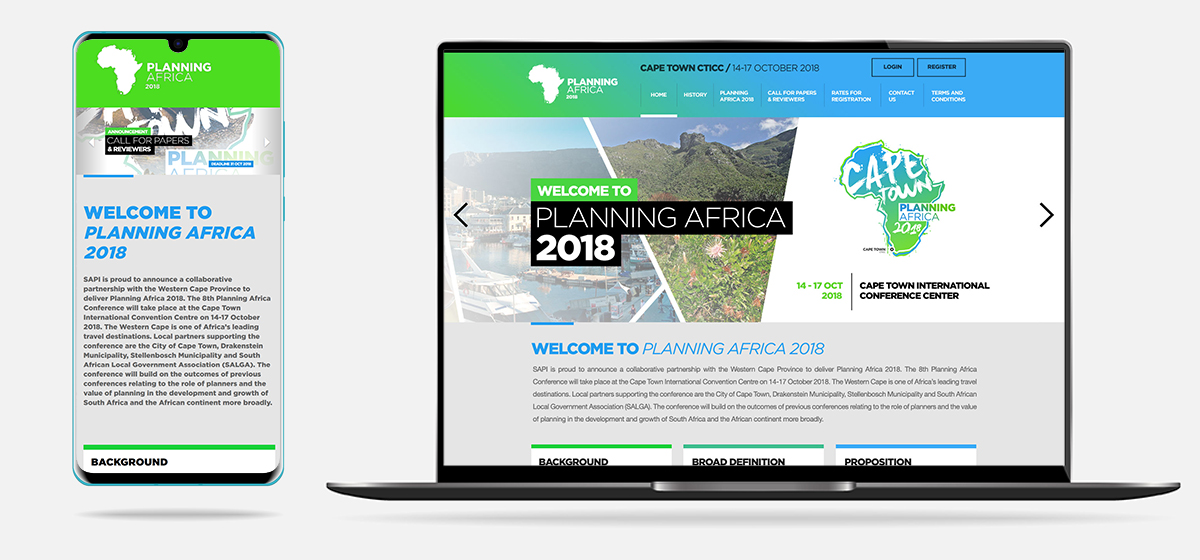 PLANNING
AFRICA
2018
ANNOUNCEMENT
CALL FOR PAPERS
& REVIEWERS
DEADLINE 31 OCT 2018
WELCOME TO
PLANNING AFRICA
2018
SAPI is proud to announce a collaborative
partnership with the Western Cape Province to
deliver Planning Africa 2018. The 8th Planning Africa
Conference will take place at the Cape Town
International Convention Centre on 14-17 October
2018. The Western Cape is one of Africa's leading
travel destinations. Local partners supporting the
conference are the City of Cape Town, Drakenstein
Municipality, Stellenbosch Municipality and South
African Local Government Association (SALGA). The
conference will build on the outcomes of previous
conferences relating to the role of planners and the
value of planning in the development and growth of
South Africa and the African continent more broadly.
BACKGROUND
PLANNING
AFRICA
2018
CAPE TOWN CTICC / 14-17 OCTOBER 2018
LOGIN
REGISTER
HOME
HISTORY
PLANNING
AFRICA 2018
CALL FOR PAPERS
& REVIEWERS
RATES FOR
REGISTRATION
CONTACT
US
TERMS AND
CONDITIONS
WELCOME TO
PLANNING AFRICA
2018
CAPE
TOWN
PLANNING
AFRICA
2018
CAPE TOWN
14 - 17 OCT
2018
CAPE TOWN INTERNATIONAL
CONFERENCE CENTER
WELCOME TO PLANNING AFRICA 2018
SAPI is proud to announce a collaborative partnership with the Western Cape Province to deliver Planning Africa 2018. The 8th Planning Africa
Conference will take place at the Cape Town International Convention Centre on 14-17 October 2018. The Western Cape is one of Africa's leading travel
destinations. Local partners supporting the conference are the City of Cape Town, Drakenstein Municipality, Stellenbosch Municipality and South African
Local Government Association (SALGA). The conference will build on the outcomes of previous conferences relating to the role of planners and the value
of planning in the development and growth of South Africa and the African continent more broadly.
BACKGROUND
BROAD DEFINITION
PROPOSITION